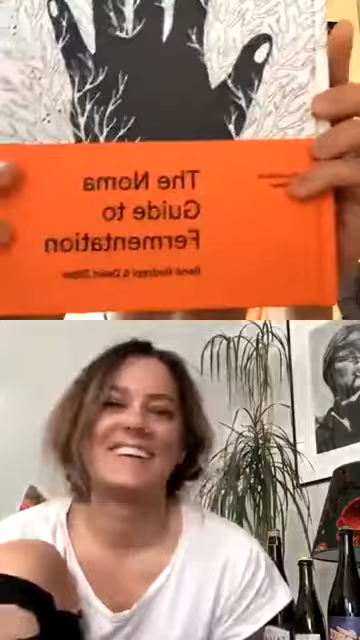 The Noma
Guide to
Fermentation
René Redzepi & David Zilber